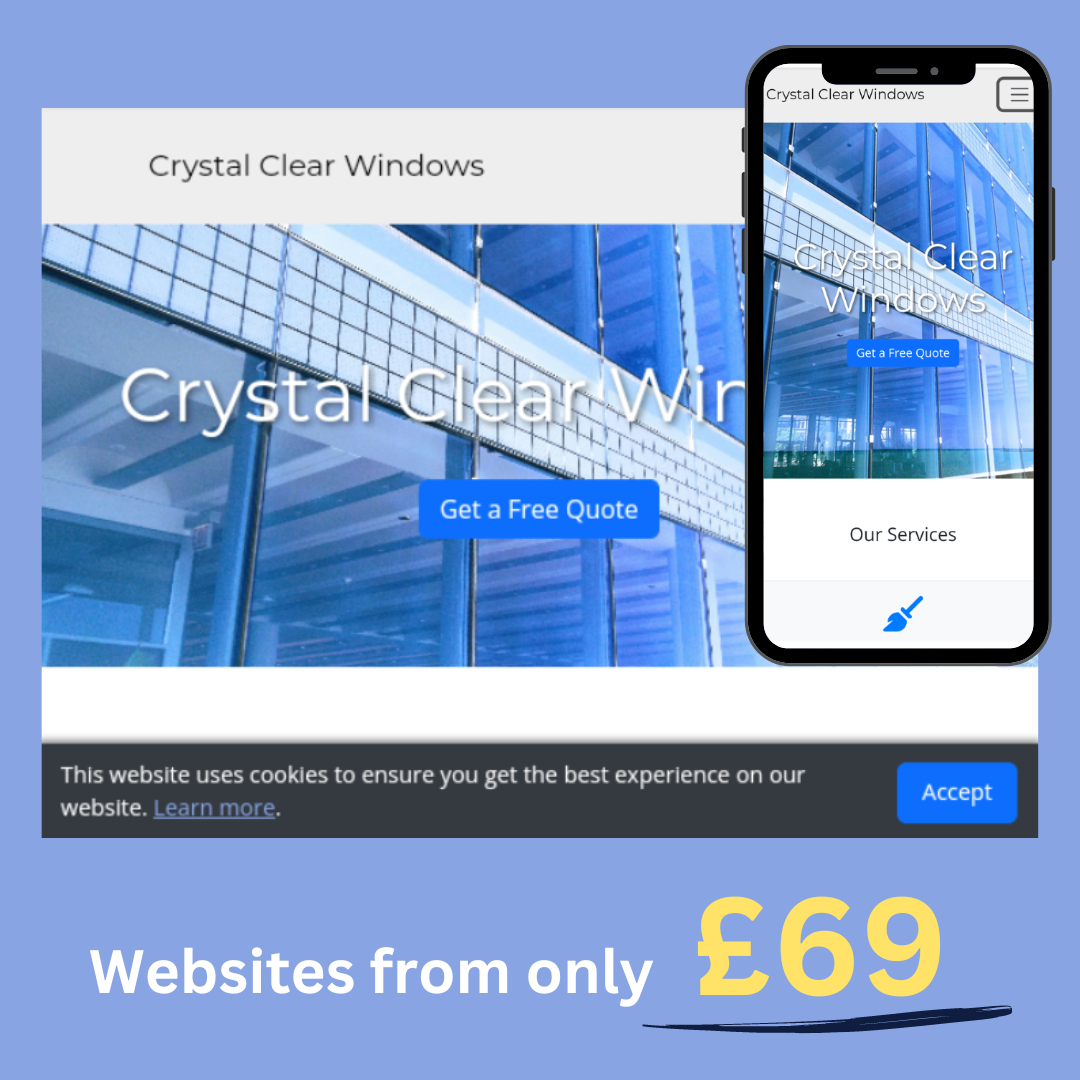 Crystal Clear Windows
Crystal Clear Win
Get a Free Quote
This website uses cookies to ensure you get the best experience on our
website. Learn more.
Accept
Crystal Clear Windows
Crystal Clear
Windows
Get a Free Quote
Our Services
Websites from only £69